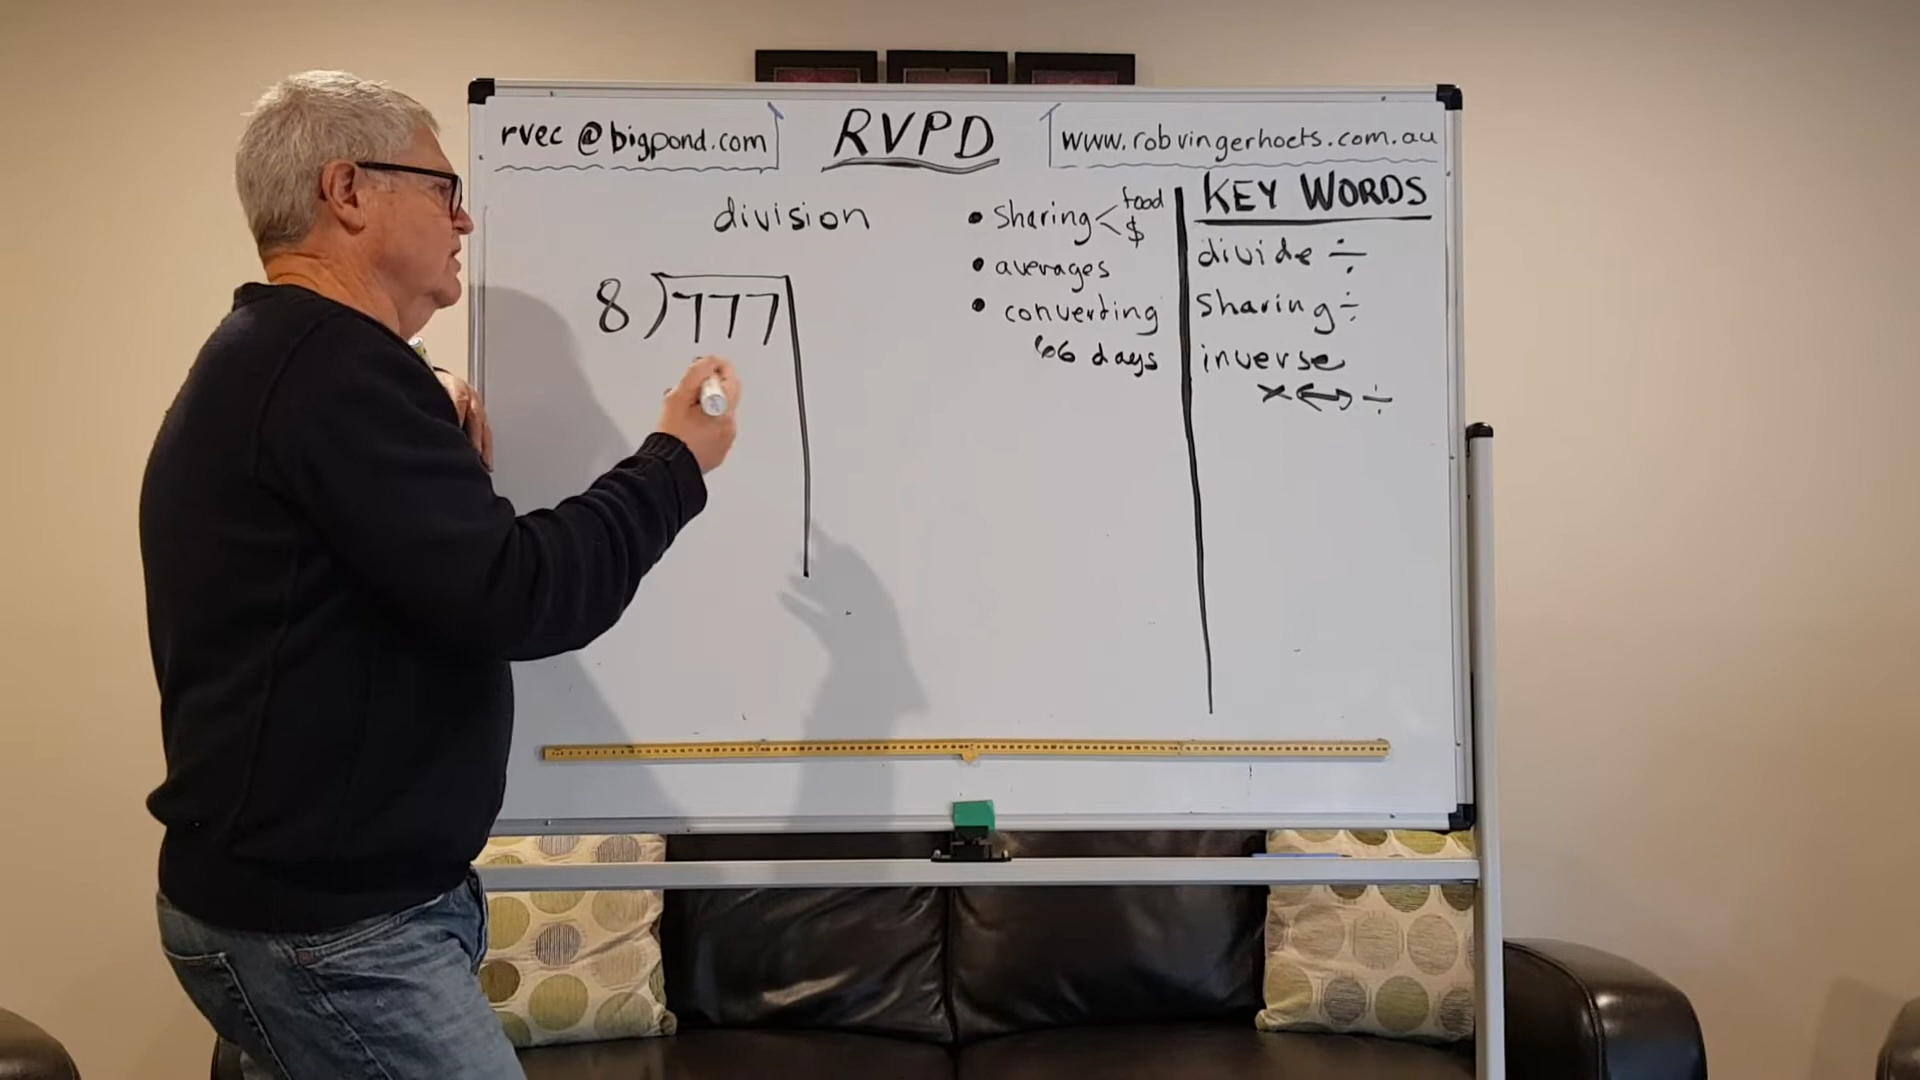 rvec @bigpond.com
RVPD
www.robvingerhoets.com.au
division
8 777
• Sharing < food
$
• averages
• converting
66 days
KEY WORDS
divide ÷
Sharing ÷
inverse
× ↔ ÷